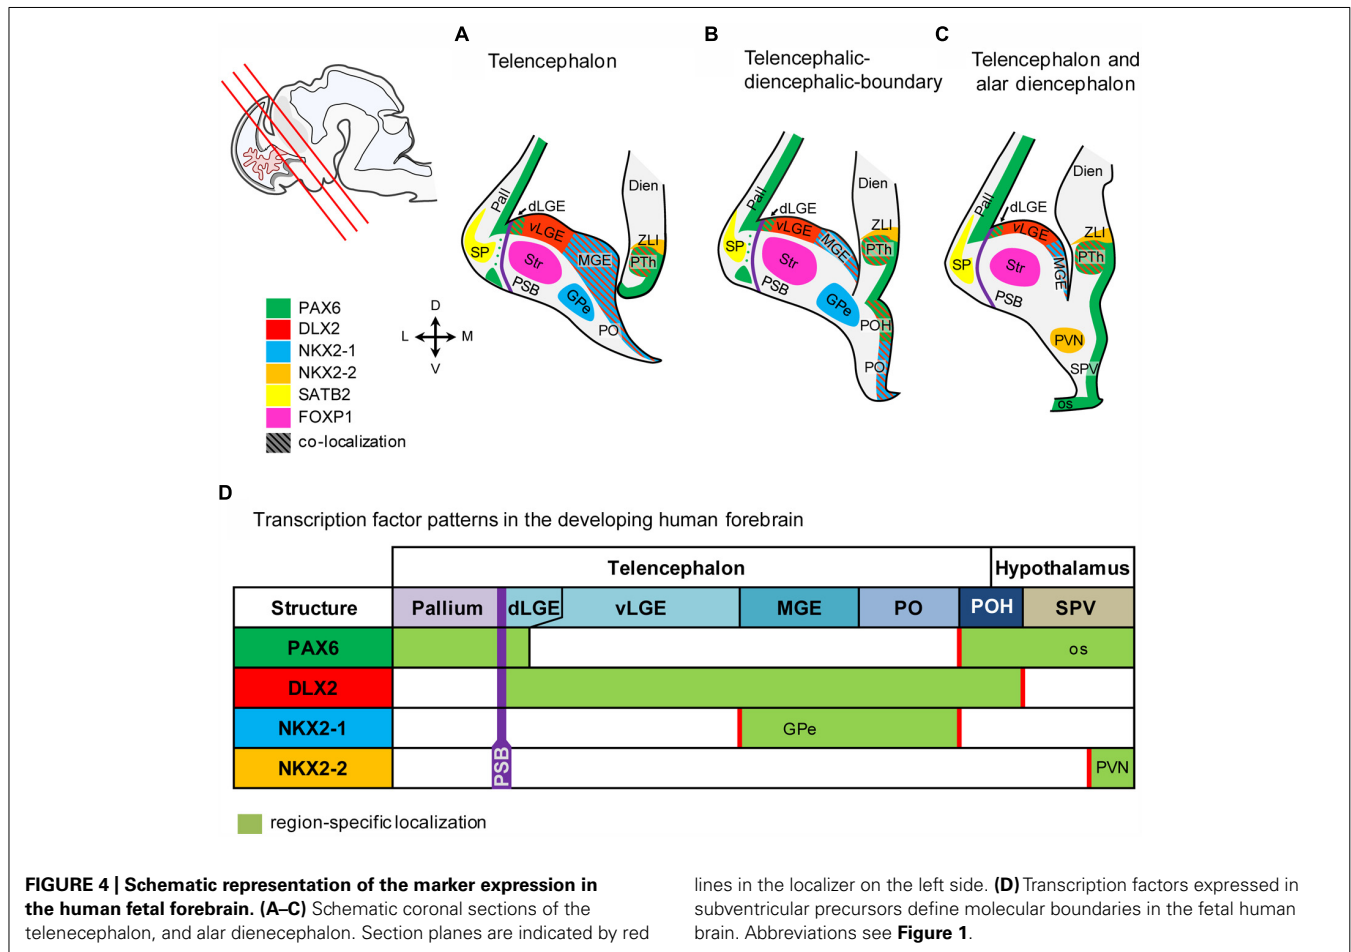 A
Telencephalon
B
Telencephalic-
diencephalic-boundary
C
Telencephalon and
alar diencephalon
Pall
dLGE
vLGE
SP
Str
MGE
PSB
GPe
PO
Dien
ZLI
PTh
Pall
dLGE
vLGE
MGE
SP
Str
PSB
GPe
Dien
ZLI
PTh
POH
PO
Pall
dLGE
vLGE
MGE
SP
Str
PSB
PVN
Dien
ZLI
PTh
SPV
os
PAX6
DLX2
NKX2-1
NKX2-2
SATB2
FOXP1
co-localization
D
L M
V
D
Transcription factor patterns in the developing human forebrain
Telencephalon Hypothalamus
Structure Pallium dLGE vLGE MGE PO POH SPV
PAX6 os
DLX2
NKX2-1 GPe
NKX2-2 PSB PVN
region-specific localization
FIGURE 4 | Schematic representation of the marker expression in
the human fetal forebrain. (A–C) Schematic coronal sections of the
telenecephalon, and alar dienecephalon. Section planes are indicated by red
lines in the localizer on the left side. (D) Transcription factors expressed in
subventricular precursors define molecular boundaries in the fetal human
brain. Abbreviations see Figure 1.